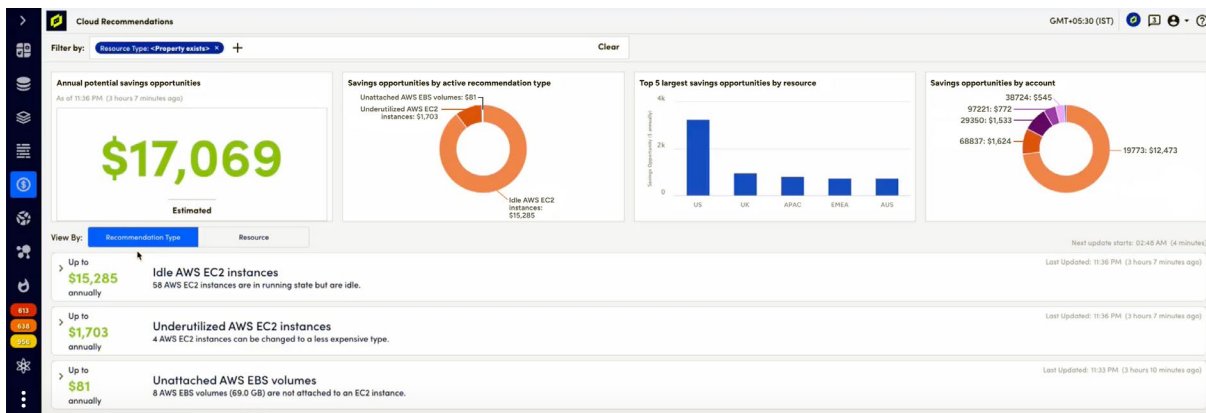 Cloud Recommendations
GMT+05:30 (IST)
Filter by:
Resource Type: <Property exists> ×
Clear
Annual potential savings opportunities
As of 11:36 PM (3 hours 7 minutes ago)
$17,069
Estimated
Savings opportunities by active recommendation type
Unattached AWS EBS volumes: $81
Underutilized AWS EC2
instances: $1,703
Idle AWS EC2
instances:
$15,285
Top 5 largest savings opportunities by resource
Savings Opportunity ($ annually)
4k
2k
0
US
UK
APAC
EMEA
AUS
Savings opportunities by account
38724: $545
97221: $772
29350: $1,533
68837: $1,624
19773: $12,473
View By:
Recommendation Type
Resource
Next update starts: 02:48 AM (4 minutes)
Up to
$15,285
annually
Idle AWS EC2 instances
58 AWS EC2 instances are in running state but are idle.
Last Updated: 11:36 PM (3 hours 7 minutes ago)
Up to
$1,703
annually
Underutilized AWS EC2 instances
4 AWS EC2 instances can be changed to a less expensive type.
Last Updated: 11:36 PM (3 hours 7 minutes ago)
Up to
$81
annually
Unattached AWS EBS volumes
8 AWS EBS volumes (69.0 GB) are not attached to an EC2 instance.
Last Updated: 11:33 PM (3 hours 10 minutes ago)
613
638
956